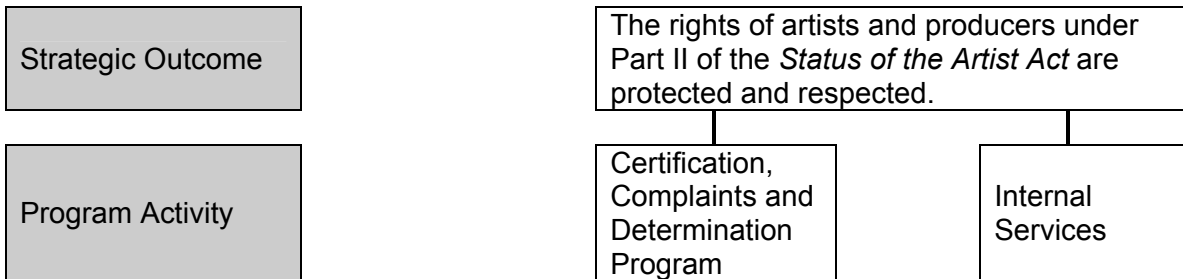 Strategic Outcome
The rights of artists and producers under
Part II of the Status of the Artist Act are
protected and respected.
Program Activity
Certification,
Complaints and
Determination
Program
Internal
Services